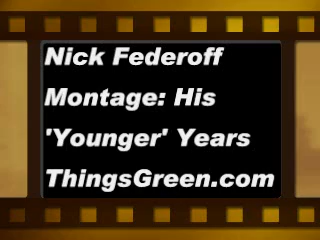 Nick Federoff
Montage: His
'Younger' Years
ThingsGreen.com